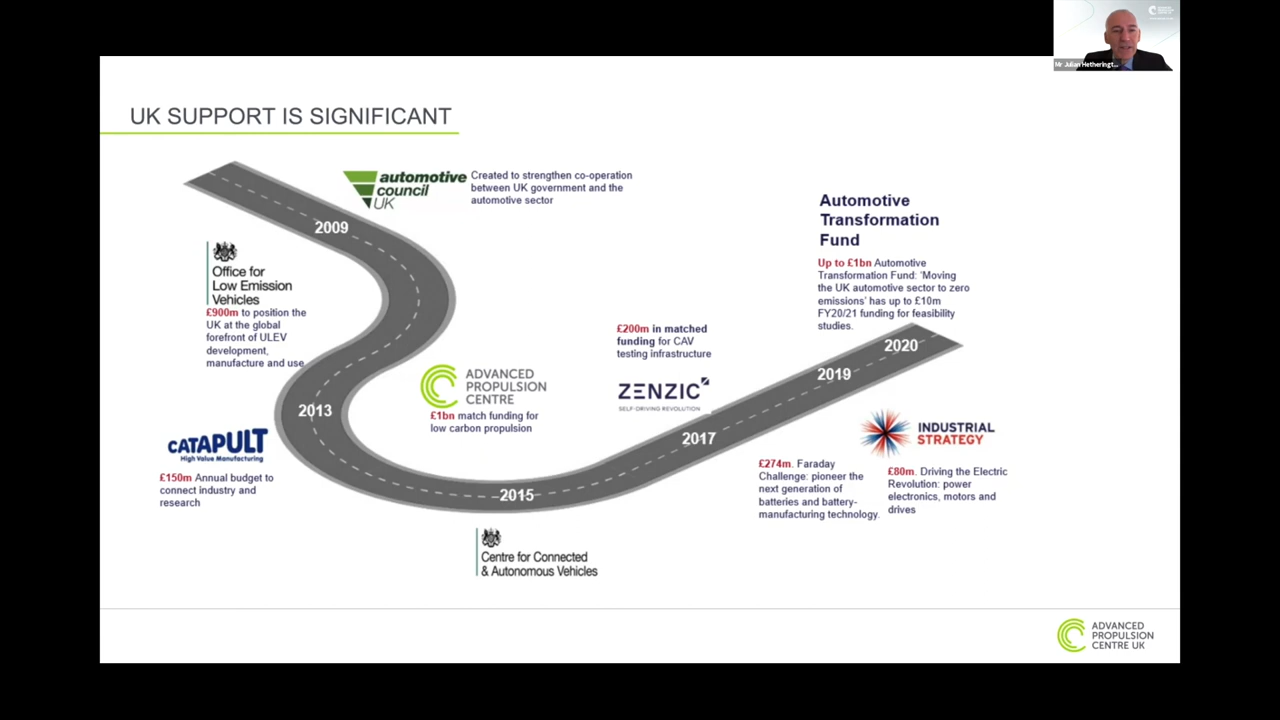 ADVANCED
PROPULSION
CENTRE UK
Mr Julian Hetheringt...
UK SUPPORT IS SIGNIFICANT
automotive
council
UK
Created to strengthen co-operation
between UK government and the
automotive sector
2009
Office for
Low Emission
Vehicles
£900m to position the
UK at the global
forefront of ULEV
development,
manufacture and use
Automotive
Transformation
Fund
Up to £1bn Automotive
Transformation Fund: ‘Moving
the UK automotive sector to zero
emissions’ has up to £10m
FY20/21 funding for feasibility
studies.
2020
2019
£200m in matched
funding for CAV
testing infrastructure
ZENZIC
SELF-DRIVING REVOLUTION
ADVANCED
PROPULSION
CENTRE
£1bn match funding for
low carbon propulsion
2013
CATAPULT
High Value Manufacturing
£150m Annual budget to
connect industry and
research
2017
INDUSTRIAL
STRATEGY
£274m. Faraday
Challenge: pioneer the
next generation of
batteries and battery-
manufacturing technology.
£80m. Driving the Electric
Revolution: power
electronics, motors and
drives
2015
Centre for Connected
& Autonomous Vehicles
ADVANCED
PROPULSION
CENTRE UK